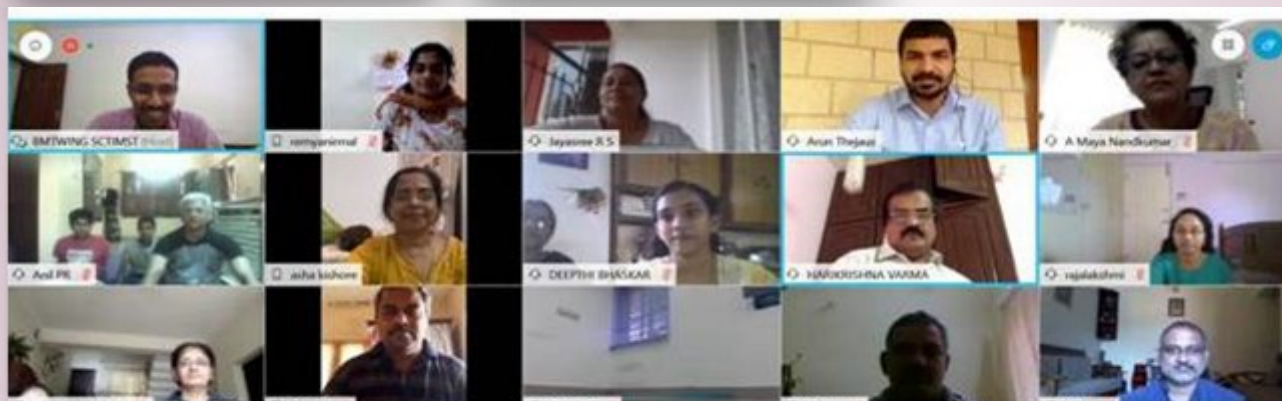 BMTWING SCTIMST (Host)
remyanirmal
Jayasree R S
Arun Thejaus
A Maya Nandkumar
Anil PR
asha kishore
DEEPTHI BHASKAR
HARIKRISHNA VARMA
rajalakshmi